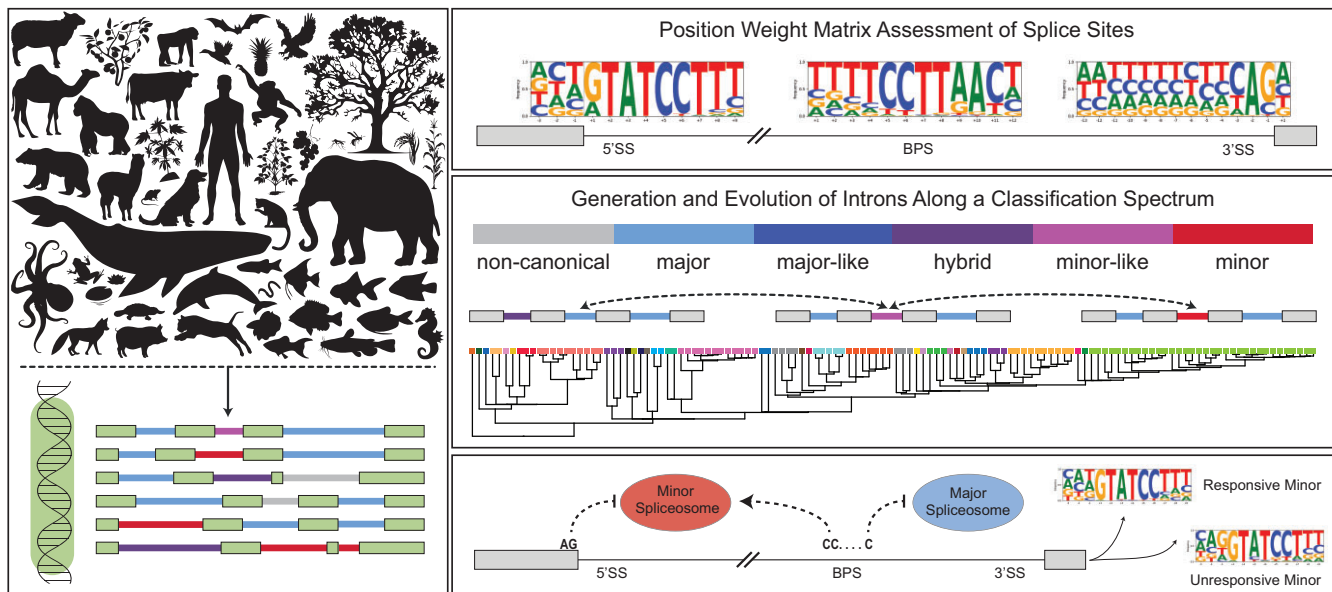 Position Weight Matrix Assessment of Splice Sites
5'SS
BPS
3'SS
Generation and Evolution of Introns Along a Classification Spectrum
non-canonical
major
major-like
hybrid
minor-like
minor
Minor
Spliceosome
Major
Spliceosome
AG
CC....C
5'SS
BPS
3'SS
Responsive Minor
Unresponsive Minor